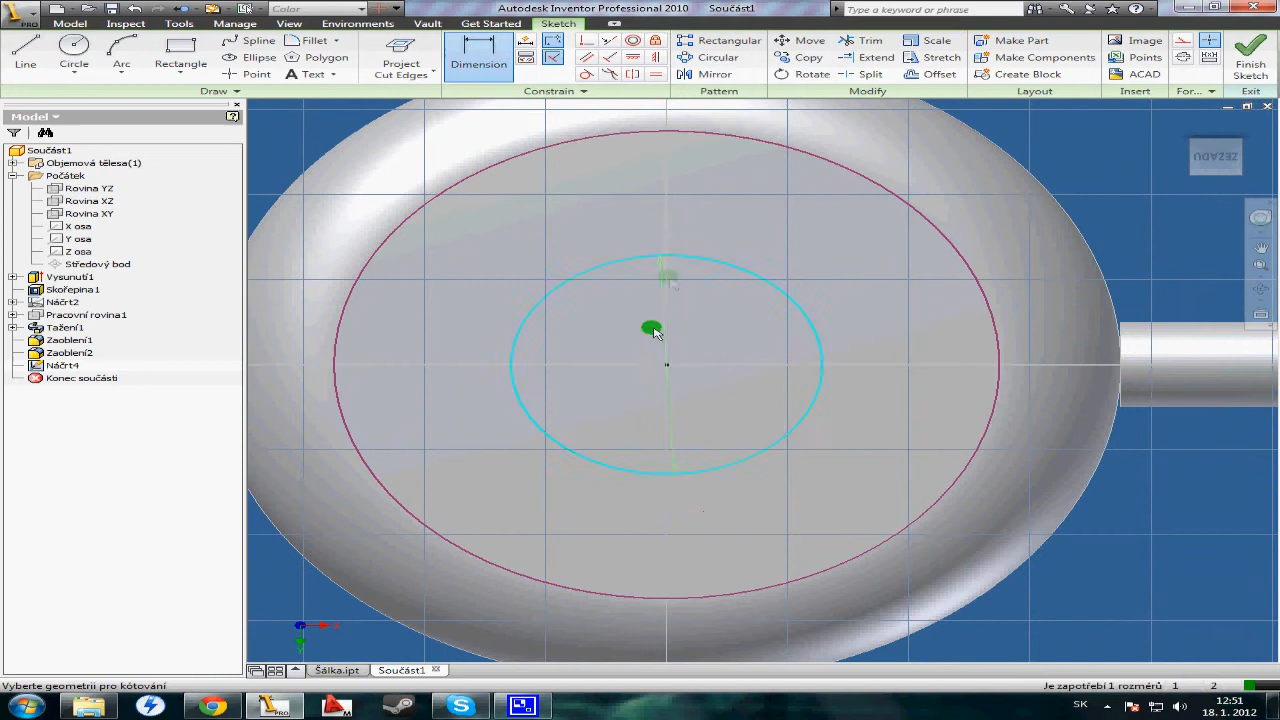 Color
Autodesk Inventor Professional 2010
Součást1
Type a keyword or phrase
PRO
Model
Inspect
Tools
Manage
View
Environments
Vault
Get Started
Sketch
Line
Circle
Arc
Rectangle
Spline
Ellipse
Point
Fillet
Polygon
Text
Project
Cut Edges
Dimension
Rectangular
Circular
Mirror
Move
Copy
Rotate
Trim
Extend
Split
Scale
Stretch
Offset
Make Part
Make Components
Create Block
Image
Points
ACAD
Finish
Sketch
Draw
Constrain
Pattern
Modify
Layout
Insert
For...
Exit
Model
Součást1
Objemová tělesa(1)
Počátek
Rovina YZ
Rovina XZ
Rovina XY
X osa
Y osa
Z osa
Středový bod
Vysunutí1
Skořepina1
Náčrt2
Pracovní rovina1
Tažení1
Zaoblení1
Zaoblení2
Náčrt4
Konec součásti
ZEZADU
Šálka.ipt
Součást1
Vyberte geometrii pro kótování
Je zapotřebí 1 rozměrů
1
2
PRO
SK
12:51
18. 1. 2012